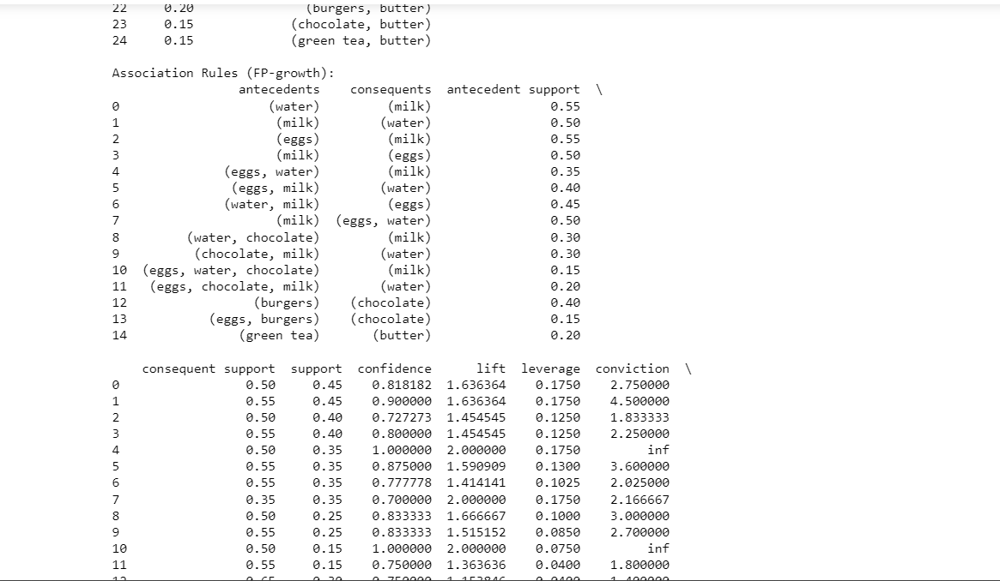 22 0.20 (burgers, butter)
23 0.15 (chocolate, butter)
24 0.15 (green tea, butter)
Association Rules (FP-growth):
antecedents consequents antecedent support \
0 (water) (milk) 0.55
1 (milk) (water) 0.50
2 (eggs) (milk) 0.55
3 (milk) (eggs) 0.50
4 (eggs, water) (milk) 0.35
5 (eggs, milk) (water) 0.40
6 (water, milk) (eggs) 0.45
7 (milk) (eggs, water) 0.50
8 (water, chocolate) (milk) 0.30
9 (chocolate, milk) (water) 0.30
10 (eggs, water, chocolate) (milk) 0.15
11 (eggs, chocolate, milk) (water) 0.20
12 (burgers) (chocolate) 0.40
13 (eggs, burgers) (chocolate) 0.15
14 (green tea) (butter) 0.20
consequent support support confidence lift leverage conviction \
0 0.50 0.45 0.818182 1.636364 0.1750 2.750000
1 0.55 0.45 0.900000 1.636364 0.1750 4.500000
2 0.50 0.40 0.727273 1.454545 0.1250 1.833333
3 0.55 0.40 0.800000 1.454545 0.1250 2.250000
4 0.50 0.35 1.000000 2.000000 0.1750 inf
5 0.55 0.35 0.875000 1.590909 0.1300 3.600000
6 0.55 0.35 0.777778 1.414141 0.1025 2.025000
7 0.35 0.35 0.700000 2.000000 0.1750 2.166667
8 0.50 0.25 0.833333 1.666667 0.1000 3.000000
9 0.55 0.25 0.833333 1.515152 0.0850 2.700000
10 0.50 0.15 1.000000 2.000000 0.0750 inf
11 0.55 0.15 0.750000 1.363636 0.0400 1.800000